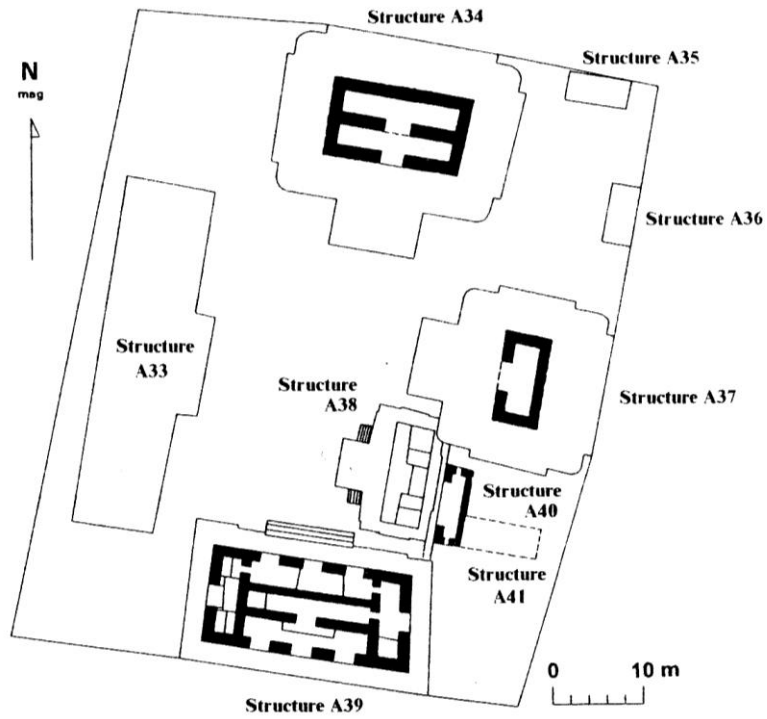 Structure A34
Structure A35
N
mag
Structure A36
Structure
A33
Structure
A38
Structure A37
Structure
A40
Structure
A41
0 10 m
Structure A39